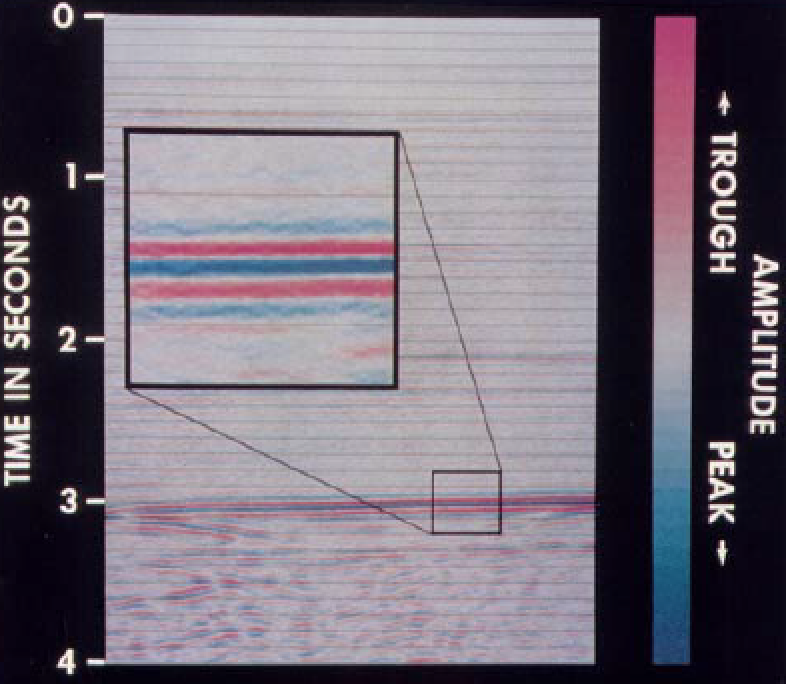 0
1
2
3
4
TIME IN SECONDS
← TROUGH
AMPLITUDE
PEAK →